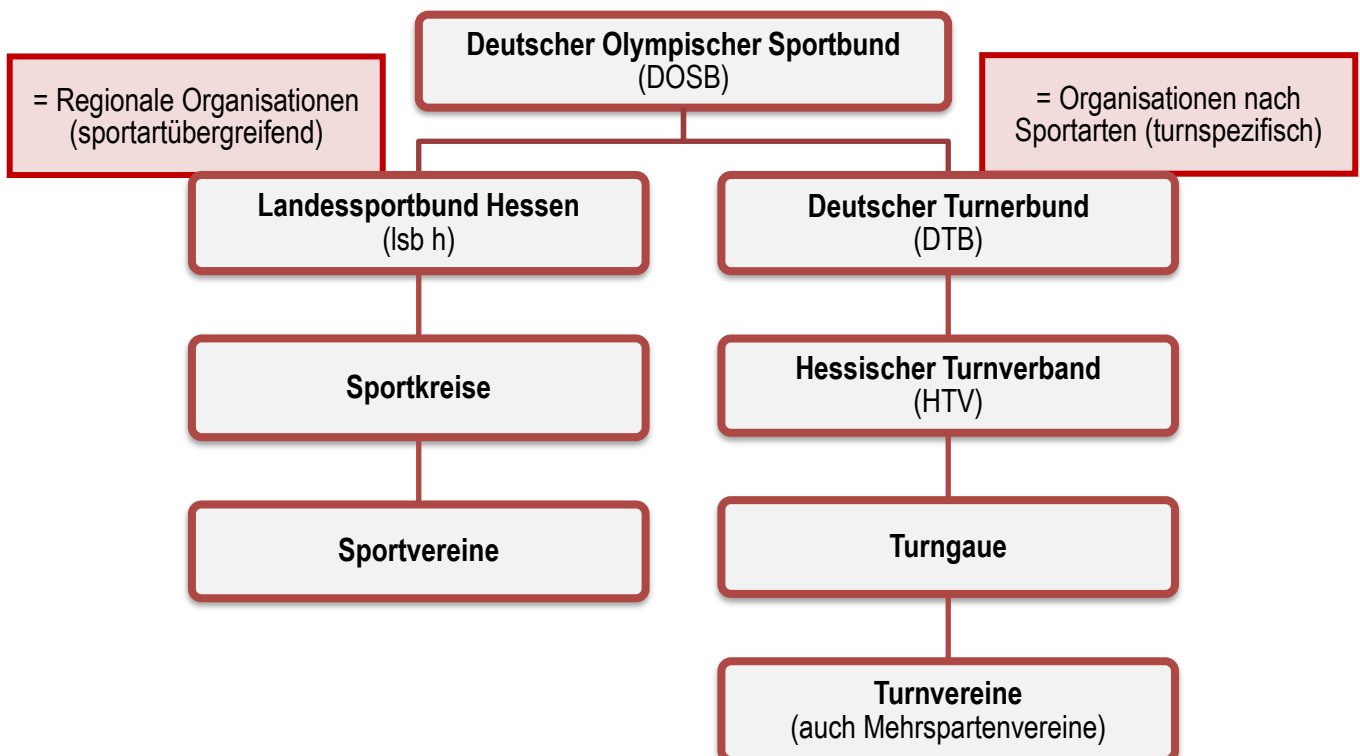 Deutscher Olympischer Sportbund
(DOSB)
= Regionale Organisationen
(sportartübergreifend)
= Organisationen nach
Sportarten (turnspezifisch)
Landessportbund Hessen
(lsb h)
Deutscher Turnerbund
(DTB)
Sportkreise
Hessischer Turnverband
(HTV)
Sportvereine
Turngaue
Turnvereine
(auch Mehrspartenvereine)